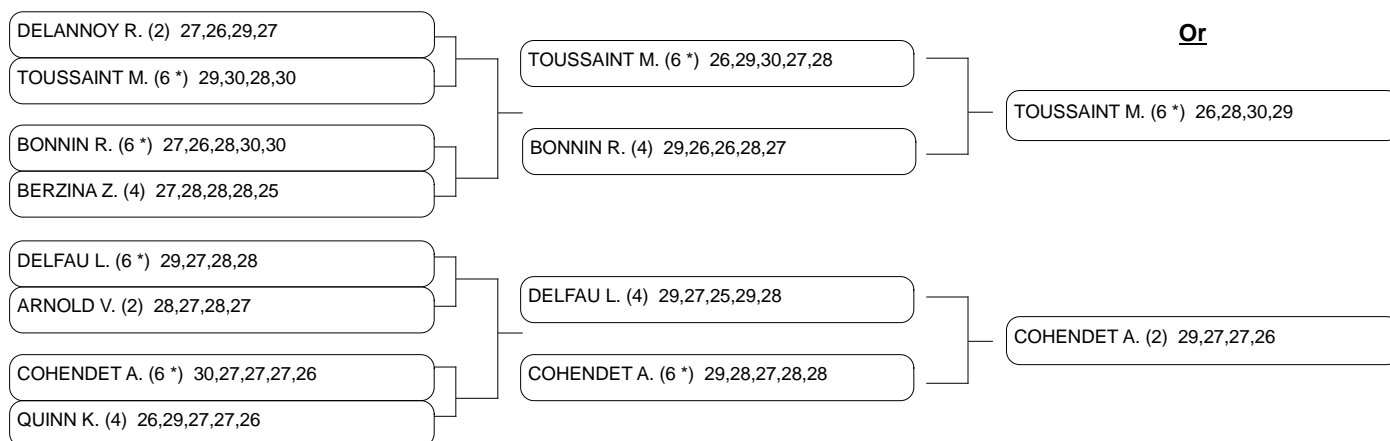 DELANNOY R. (2) 27,26,29,27
TOUSSAINT M. (6 *) 29,30,28,30
BONNIN R. (6 *) 27,26,28,30,30
BERZINA Z. (4) 27,28,28,28,25
DELFAU L. (6 *) 29,27,28,28
ARNOLD V. (2) 28,27,28,27
COHENDET A. (6 *) 30,27,27,27,26
QUINN K. (4) 26,29,27,27,26
TOUSSAINT M. (6 *) 26,29,30,27,28
BONNIN R. (4) 29,26,26,28,27
DELFAU L. (4) 29,27,25,29,28
COHENDET A. (6 *) 29,28,27,28,28
Or
TOUSSAINT M. (6 *) 26,28,30,29
COHENDET A. (2) 29,27,27,26